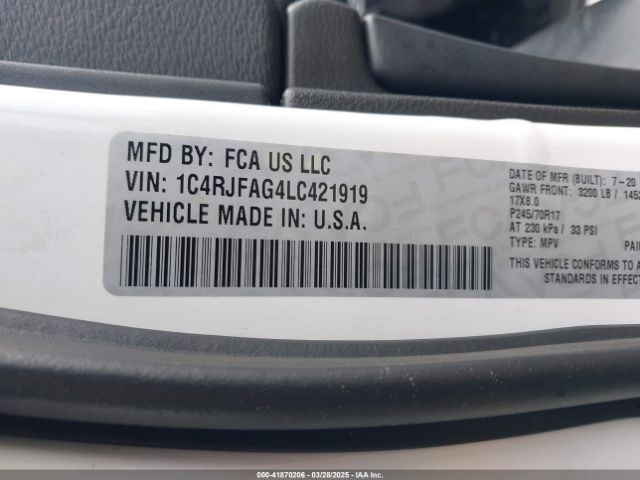 MFD BY: FCA US LLC
VIN: 1C4RJFAG4LC421919
VEHICLE MADE IN: U.S.A.
DATE OF MFR (BUILT): 7-20
GAWR FRONT: 3200 LB / 145
17X8.0
P245/70R17
AT 230 kPa / 33 PSI
TYPE: MPV
PAI
THIS VEHICLE CONFORMS TO A
STANDARDS IN EFFECT
000-41870206 - 03/28/2025 - IAA Inc.